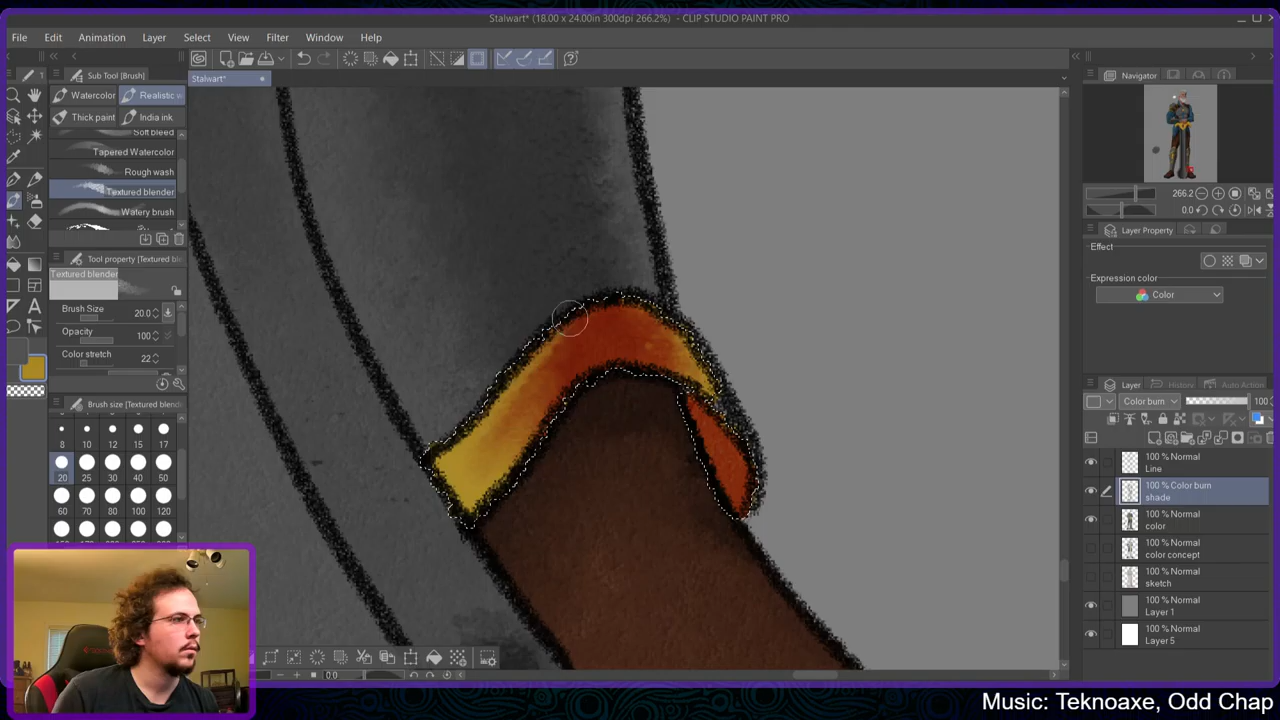 Stalwart* (18.00 x 24.00in 300dpi 266.2%) - CLIP STUDIO PAINT PRO
File Edit Animation Layer Select View Filter Window Help
Sub Tool [Brush]
Stalwart*
Navigator
Watercolor Realistic w
Thick paint India ink
Soft bleed
Tapered Watercolor
Rough wash
Textured blender
Watery brush
266.2
0.0
Layer Property
Effect
Expression color
Color
Tool property [Textured ble
Textured blender
Brush Size 20.0
Opacity 100
Color stretch 22
Brush size [Textured blend
8 10 12 15 17
20 25 30 40 50
60 70 80 100 120
Layer History Auto Action
Color burn 100
100 % Normal
Line
100 % Color burn
shade
100 % Normal
color
100 % Normal
color concept
100 % Normal
sketch
100 % Normal
Layer 1
100 % Normal
Layer 5
0.0
Music: Teknoaxe, Odd Chap